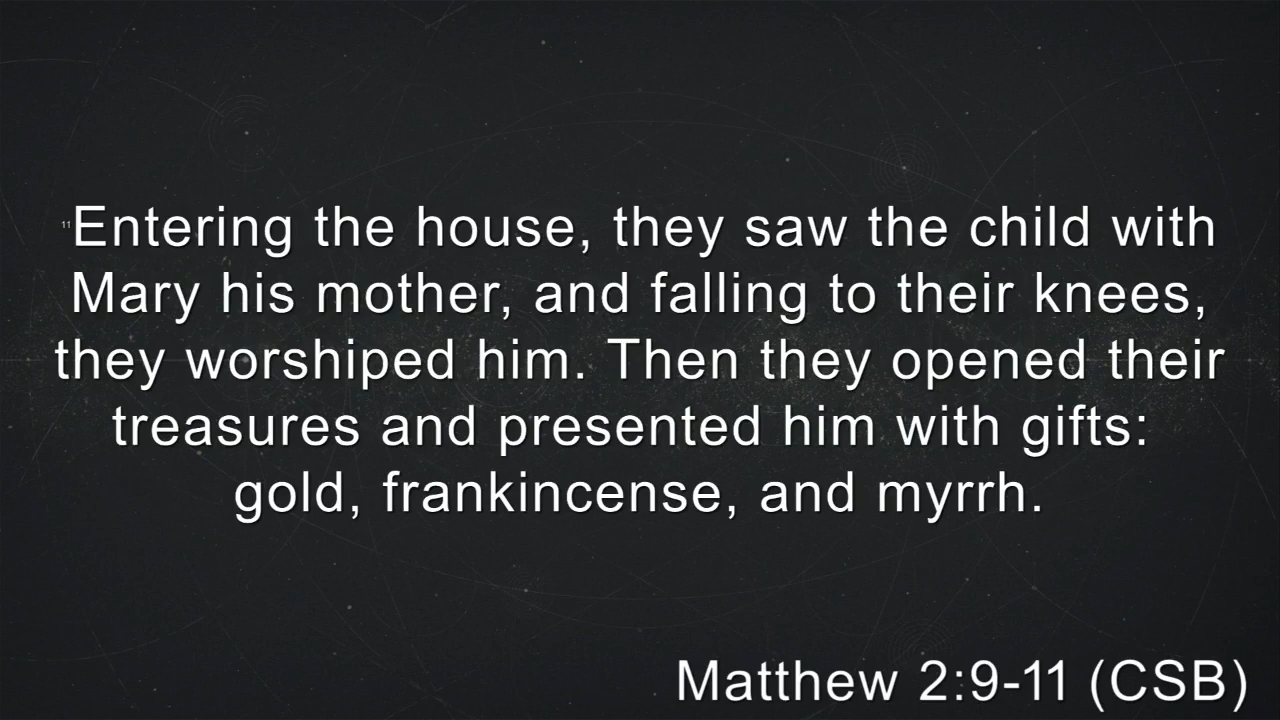 11Entering the house, they saw the child with
Mary his mother, and falling to their knees,
they worshiped him. Then they opened their
treasures and presented him with gifts:
gold, frankincense, and myrrh.
Matthew 2:9-11 (CSB)